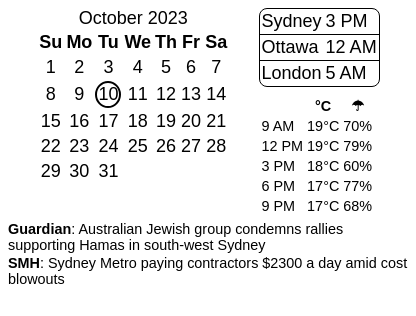 October 2023
Su Mo Tu We Th Fr Sa
1 2 3 4 5 6 7
8 9 10 11 12 13 14
15 16 17 18 19 20 21
22 23 24 25 26 27 28
29 30 31
Sydney 3 PM
Ottawa 12 AM
London 5 AM
°C ☂
9 AM 19°C 70%
12 PM 19°C 79%
3 PM 18°C 60%
6 PM 17°C 77%
9 PM 17°C 68%
Guardian: Australian Jewish group condemns rallies
supporting Hamas in south-west Sydney
SMH: Sydney Metro paying contractors $2300 a day amid cost
blowouts